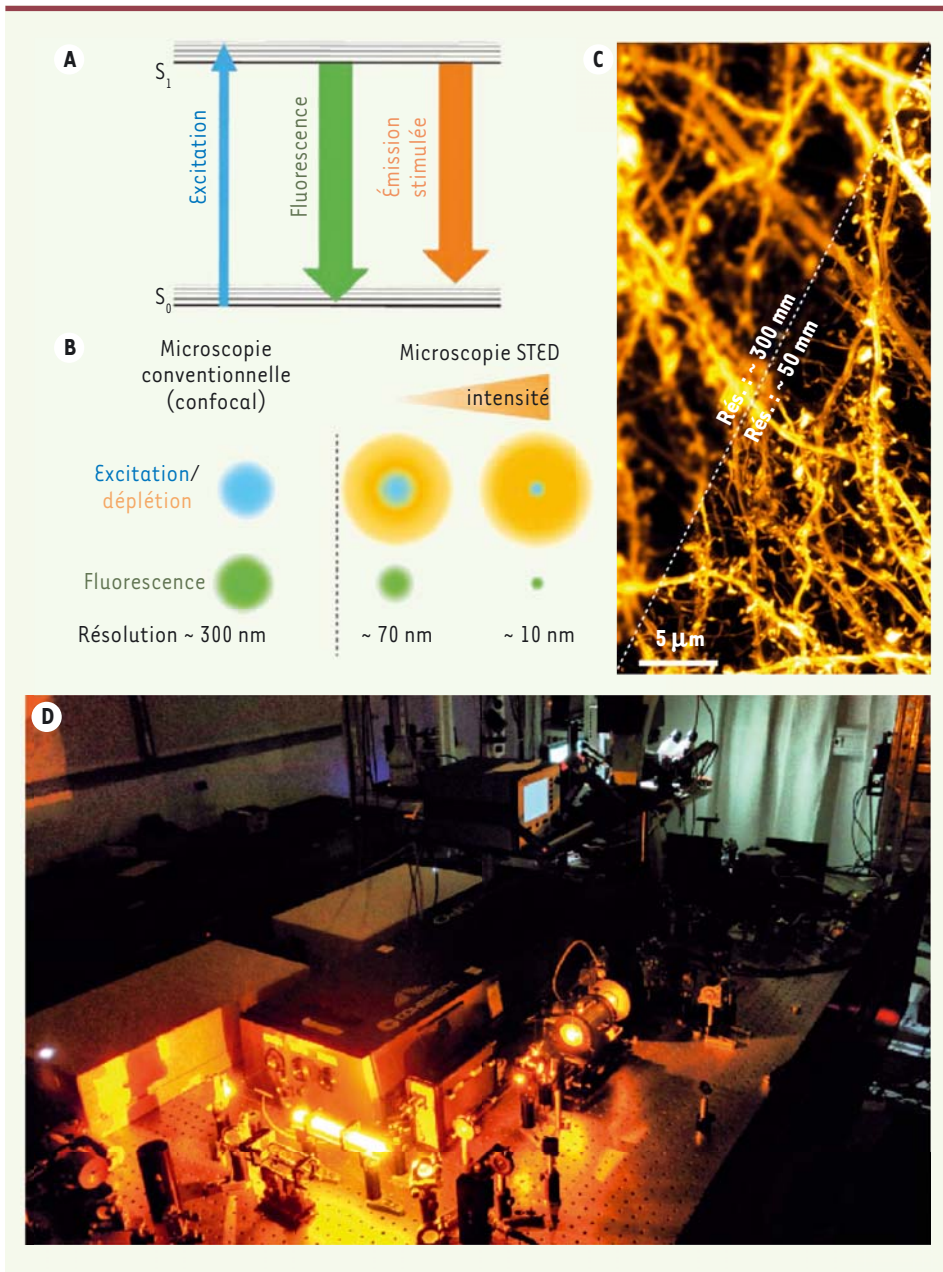 A
S1
Excitation
Fluorescence
Émission
stimulée
S0
B
Microscopie
conventionnelle
(confocal)
Microscopie STED
intensité
Excitation/
déplétion
Fluorescence
Résolution ~ 300 nm
~ 70 nm
~ 10 nm
C
Rés. : ~ 300 mm
Rés. : ~ 50 mm
5 µm
D
COHERENT